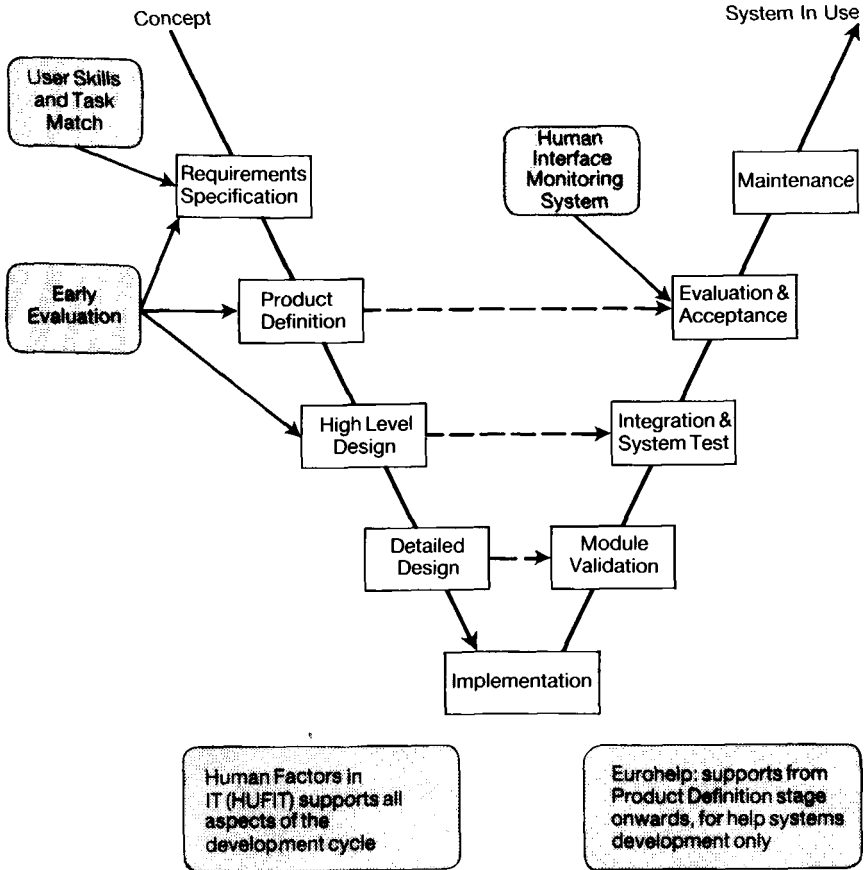 Concept
System In Use
User Skills
and Task
Match
Human
Interface
Monitoring
System
Requirements
Specification
Maintenance
Early
Evaluation
Product
Definition
Evaluation &
Acceptance
High Level
Design
Integration &
System Test
Detailed
Design
Module
Validation
Implementation
Human Factors in
IT (HUFIT) supports all
aspects of the
development cycle
Eurohelp: supports from
Product Definition stage
onwards, for help systems
development only